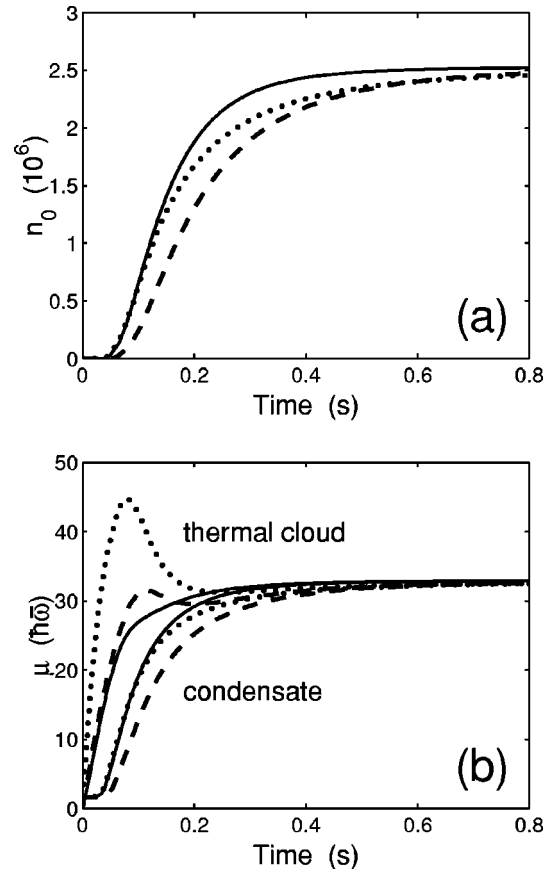 3
2.5
2
1.5
1
0.5
0
n₀ (10⁶)
(a)
0 0.2 0.4 0.6 0.8
Time (s)
50
40
30
20
10
0
μ (ħω̄)
thermal cloud
condensate
(b)
0 0.2 0.4 0.6 0.8
Time (s)